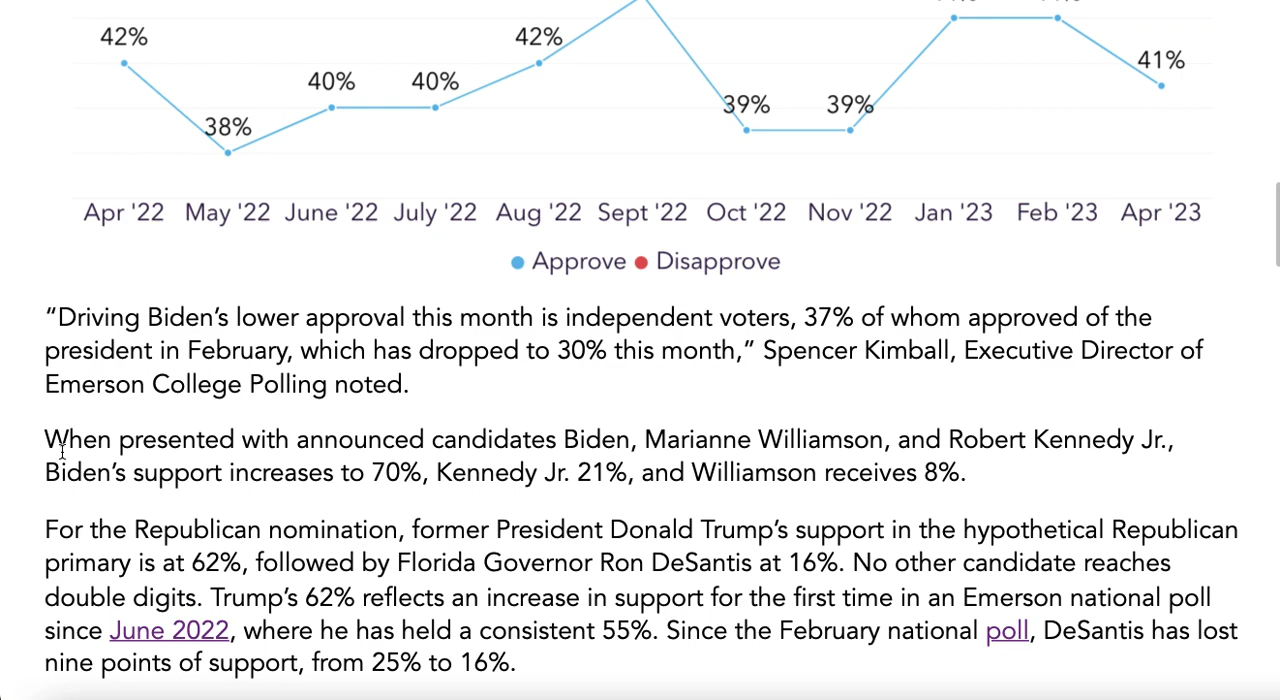 42% 42% 41%
40% 40%
39% 39%
38%
Apr '22 May '22 June '22 July '22 Aug '22 Sept '22 Oct '22 Nov '22 Jan '23 Feb '23 Apr '23
Approve Disapprove
“Driving Biden’s lower approval this month is independent voters, 37% of whom approved of the
president in February, which has dropped to 30% this month,” Spencer Kimball, Executive Director of
Emerson College Polling noted.
When presented with announced candidates Biden, Marianne Williamson, and Robert Kennedy Jr.,
Biden’s support increases to 70%, Kennedy Jr. 21%, and Williamson receives 8%.
For the Republican nomination, former President Donald Trump’s support in the hypothetical Republican
primary is at 62%, followed by Florida Governor Ron DeSantis at 16%. No other candidate reaches
double digits. Trump’s 62% reflects an increase in support for the first time in an Emerson national poll
since June 2022, where he has held a consistent 55%. Since the February national poll, DeSantis has lost
nine points of support, from 25% to 16%.